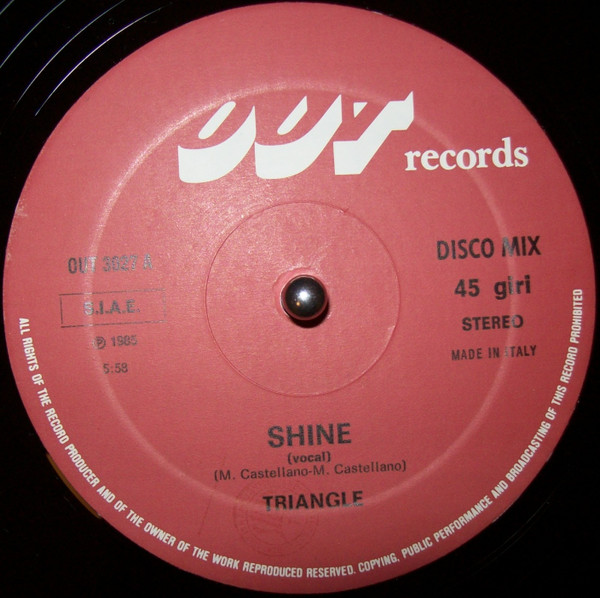 OUT records
OUT 3027 A
S.I.A.E.
℗ 1985
5:58
DISCO MIX
45 giri
STEREO
MADE IN ITALY
SHINE
(vocal)
(M. Castellano-M. Castellano)
TRIANGLE
ALL RIGHTS OF THE RECORD PRODUCER AND OF THE OWNER OF THE WORK REPRODUCED RESERVED. COPYING, PUBLIC PERFORMANCE AND BROADCASTING OF THIS RECORD PROHIBITED